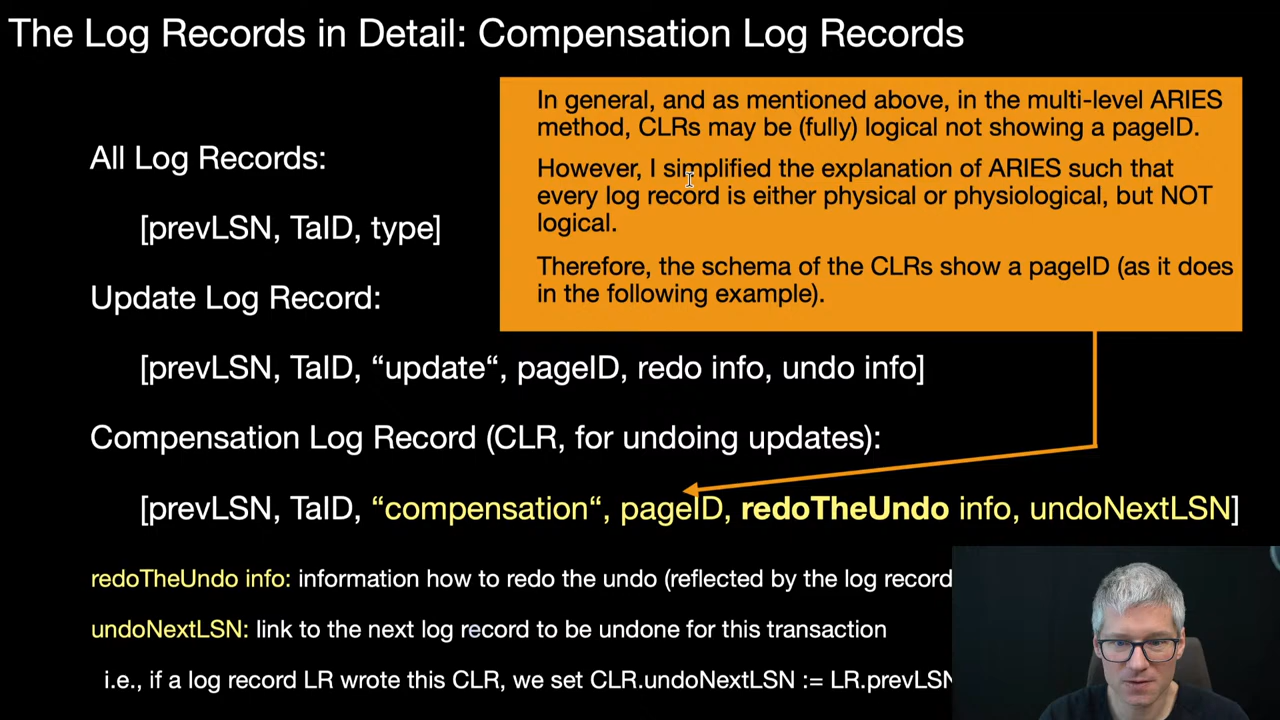 The Log Records in Detail: Compensation Log Records
In general, and as mentioned above, in the multi-level ARIES
method, CLRs may be (fully) logical not showing a pageID.
However, I simplified the explanation of ARIES such that
every log record is either physical or physiological, but NOT
logical.
Therefore, the schema of the CLRs show a pageID (as it does
in the following example).
All Log Records:
[prevLSN, TaID, type]
Update Log Record:
[prevLSN, TaID, “update“, pageID, redo info, undo info]
Compensation Log Record (CLR, for undoing updates):
[prevLSN, TaID, “compensation“, pageID, redoTheUndo info, undoNextLSN]
redoTheUndo info: information how to redo the undo (reflected by the log record
undoNextLSN: link to the next log record to be undone for this transaction
i.e., if a log record LR wrote this CLR, we set CLR.undoNextLSN := LR.prevLSN